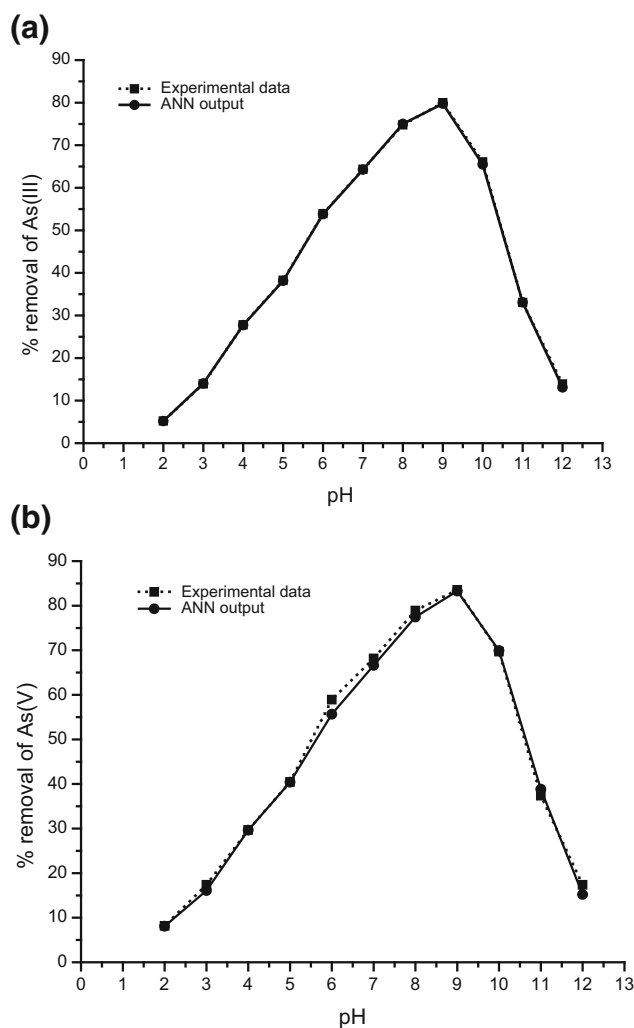 (a)
Experimental data
ANN output
% removal of As(III)
90
80
70
60
50
40
30
20
10
0
0 1 2 3 4 5 6 7 8 9 10 11 12 13
pH
(b)
Experimental data
ANN output
% removal of As(V)
90
80
70
60
50
40
30
20
10
0
0 1 2 3 4 5 6 7 8 9 10 11 12 13
pH